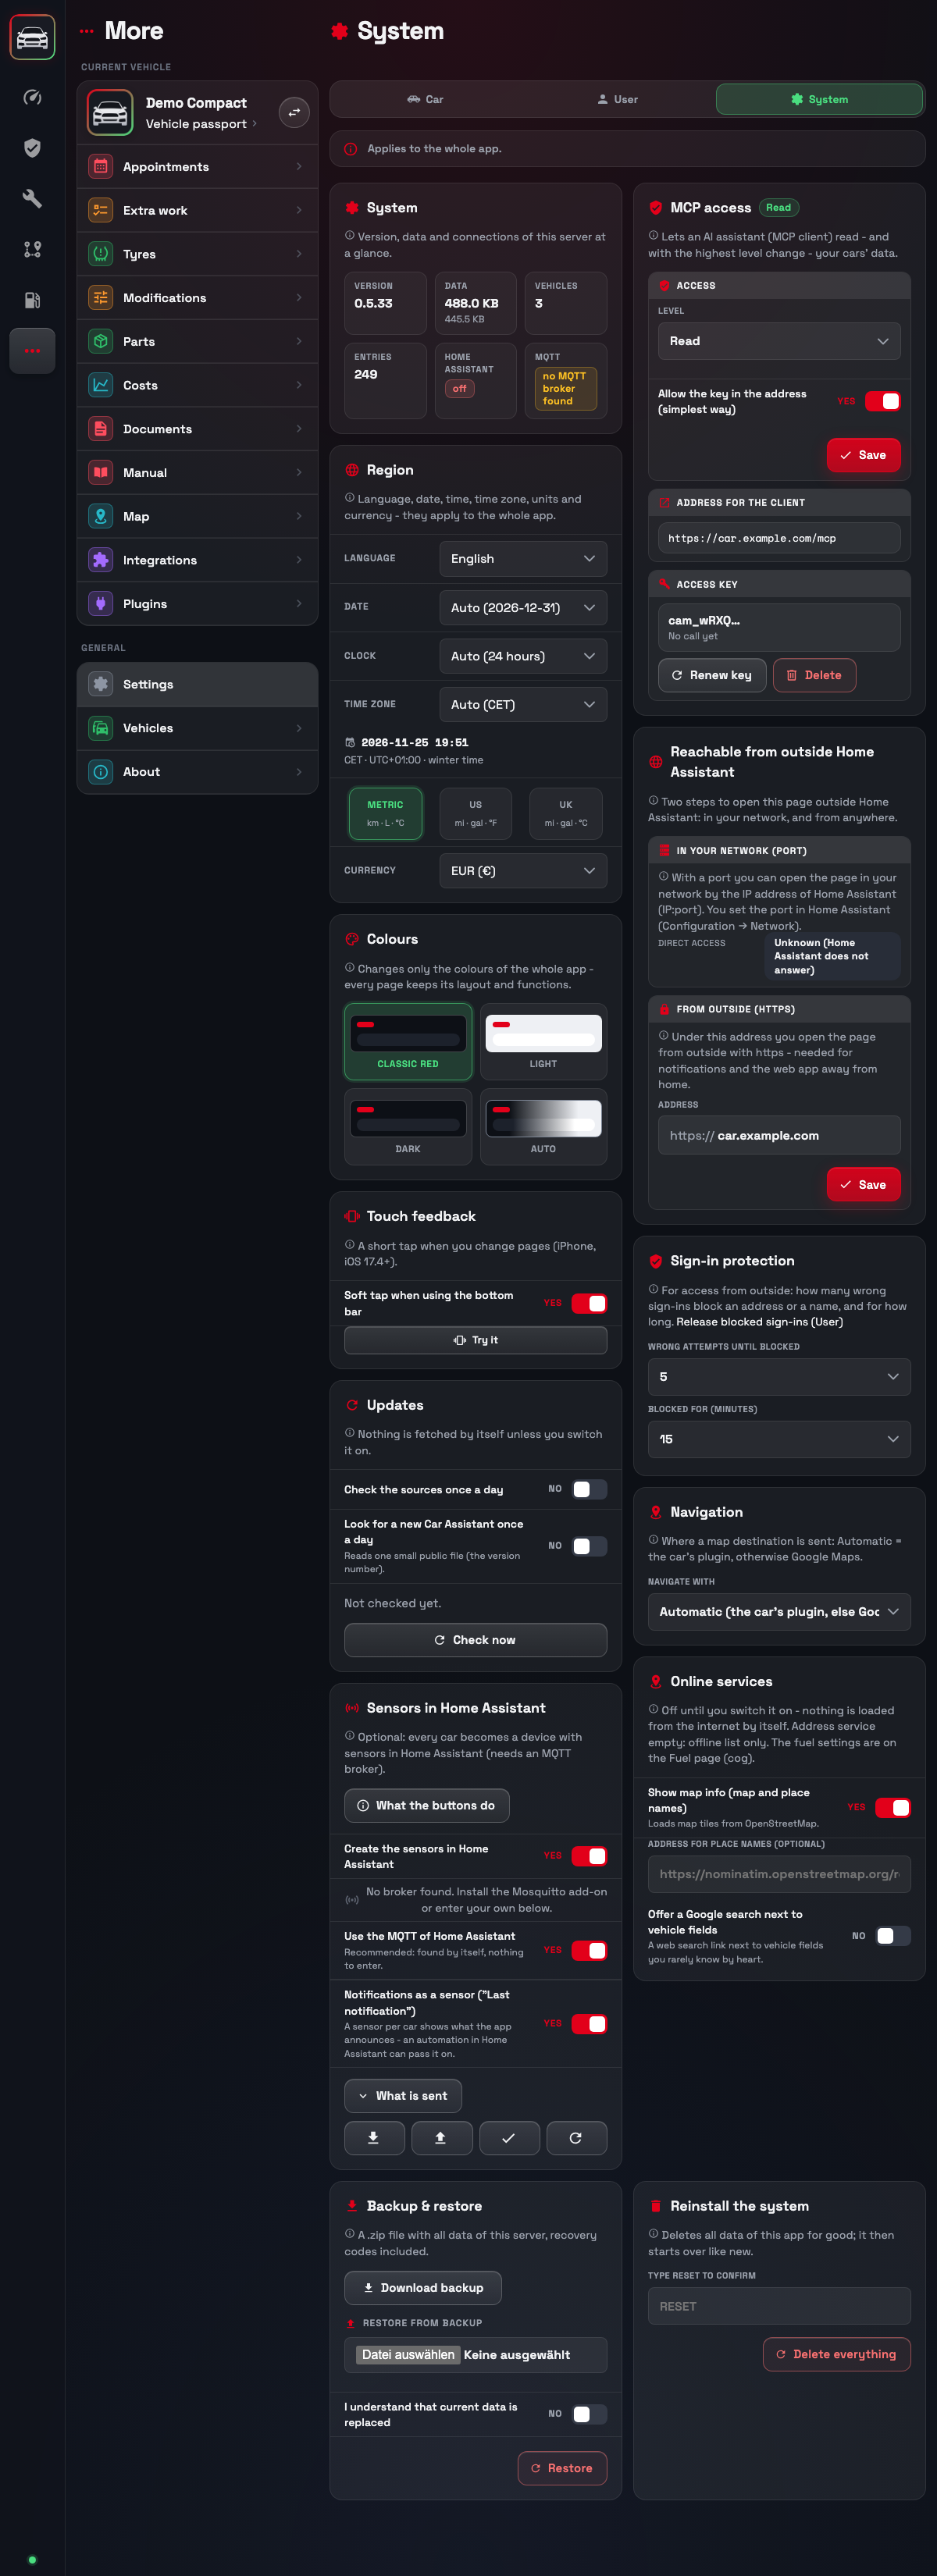 More
CURRENT VEHICLE
Demo Compact
Vehicle passport
Appointments
Extra work
Tyres
Modifications
Parts
Costs
Documents
Manual
Map
Integrations
Plugins
GENERAL
Settings
Vehicles
About
System
Car
User
System
Applies to the whole app.
System
Version, data and connections of this server at
a glance.
VERSION
0.5.33
DATA
488.0 KB
445.5 KB
VEHICLES
3
ENTRIES
249
HOME
ASSISTANT
off
MQTT
no MQTT
broker
found
Region
Language, date, time, time zone, units and
currency - they apply to the whole app.
LANGUAGE
English
DATE
Auto (2026-12-31)
CLOCK
Auto (24 hours)
TIME ZONE
Auto (CET)
2026-11-25 19:51
CET · UTC+01:00 · winter time
METRIC
km · L · °C
US
mi · gal · °F
UK
mi · gal · °C
CURRENCY
EUR (€)
Colours
Changes only the colours of the whole app -
every page keeps its layout and functions.
CLASSIC RED
LIGHT
DARK
AUTO
Touch feedback
A short tap when you change pages (iPhone,
iOS 17.4+).
Soft tap when using the bottom
bar
YES
Try it
Updates
Nothing is fetched by itself unless you switch
it on.
Check the sources once a day
NO
Look for a new Car Assistant once
a day
Reads one small public file (the version
number).
NO
Not checked yet.
Check now
Sensors in Home Assistant
Optional: every car becomes a device with
sensors in Home Assistant (needs an MQTT
broker).
What the buttons do
Create the sensors in Home
Assistant
YES
No broker found. Install the Mosquitto add-on
or enter your own below.
Use the MQTT of Home Assistant
Recommended: found by itself, nothing
to enter.
YES
Notifications as a sensor ("Last
notification")
A sensor per car shows what the app
announces - an automation in Home
Assistant can pass it on.
YES
What is sent
Backup & restore
A .zip file with all data of this server, recovery
codes included.
Download backup
RESTORE FROM BACKUP
Datei auswählen Keine ausgewählt
I understand that current data is
replaced
NO
Restore
MCP access
Read
Lets an AI assistant (MCP client) read - and
with the highest level change - your cars' data.
ACCESS
LEVEL
Read
Allow the key in the address
(simplest way)
YES
Save
ADDRESS FOR THE CLIENT
https://car.example.com/mcp
ACCESS KEY
cam_wRXQ…
No call yet
Renew key
Delete
Reachable from outside Home
Assistant
Two steps to open this page outside Home
Assistant: in your network, and from anywhere.
IN YOUR NETWORK (PORT)
With a port you can open the page in your
network by the IP address of Home Assistant
(IP:port). You set the port in Home Assistant
(Configuration → Network).
DIRECT ACCESS
Unknown (Home
Assistant does not
answer)
FROM OUTSIDE (HTTPS)
Under this address you open the page
from outside with https - needed for
notifications and the web app away from
home.
ADDRESS
https:// car.example.com
Save
Sign-in protection
For access from outside: how many wrong
sign-ins block an address or a name, and for how
long. Release blocked sign-ins (User)
WRONG ATTEMPTS UNTIL BLOCKED
5
BLOCKED FOR (MINUTES)
15
Navigation
Where a map destination is sent: Automatic =
the car's plugin, otherwise Google Maps.
NAVIGATE WITH
Automatic (the car's plugin, else Goo
Online services
Off until you switch it on - nothing is loaded
from the internet by itself. Address service
empty: offline list only. The fuel settings are on
the Fuel page (cog).
Show map info (map and place
names)
Loads map tiles from OpenStreetMap.
YES
ADDRESS FOR PLACE NAMES (OPTIONAL)
https://nominatim.openstreetmap.org/r
Offer a Google search next to
vehicle fields
A web search link next to vehicle fields
you rarely know by heart.
NO
Reinstall the system
Deletes all data of this app for good; it then
starts over like new.
TYPE RESET TO CONFIRM
RESET
Delete everything